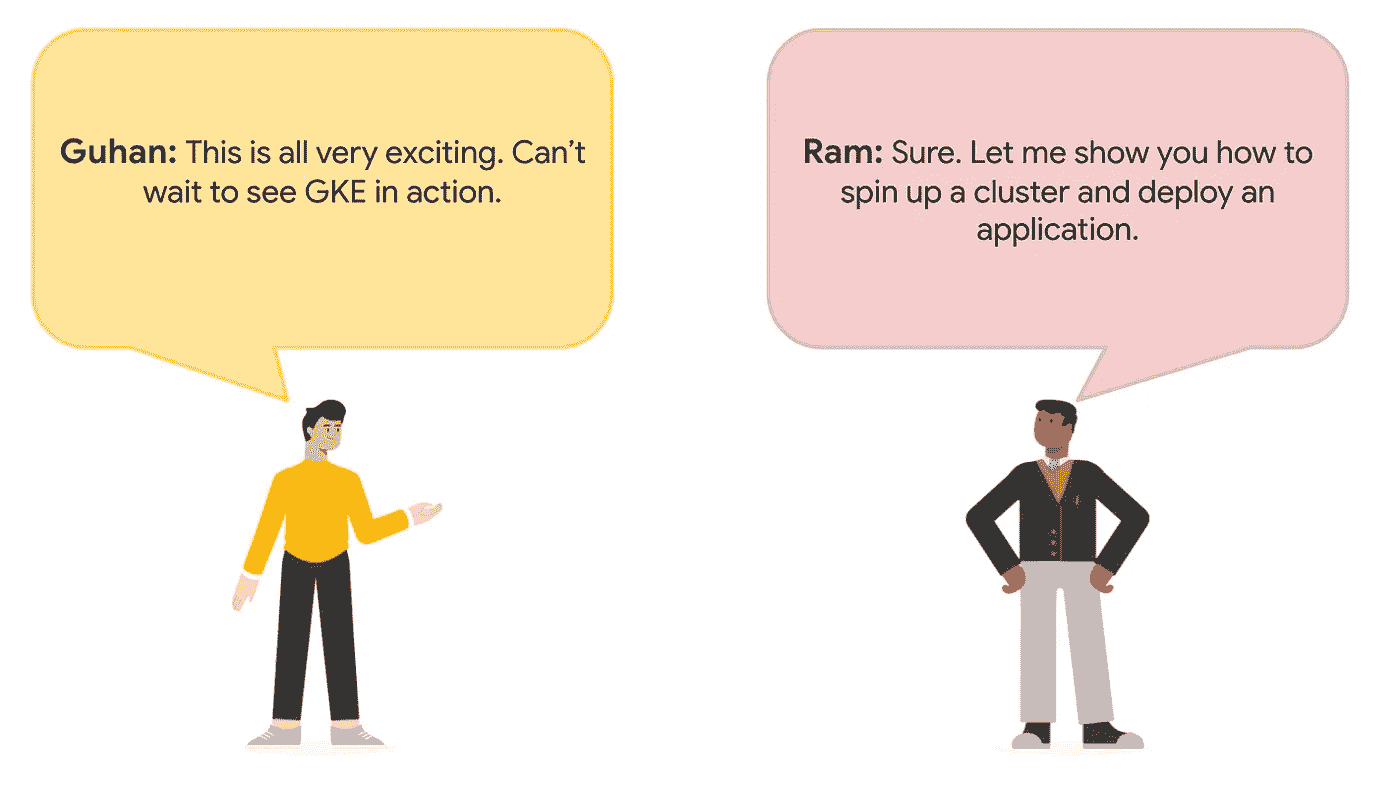 Guhan: This is all very exciting. Can’t
wait to see GKE in action.
Ram: Sure. Let me show you how to
spin up a cluster and deploy an
application.